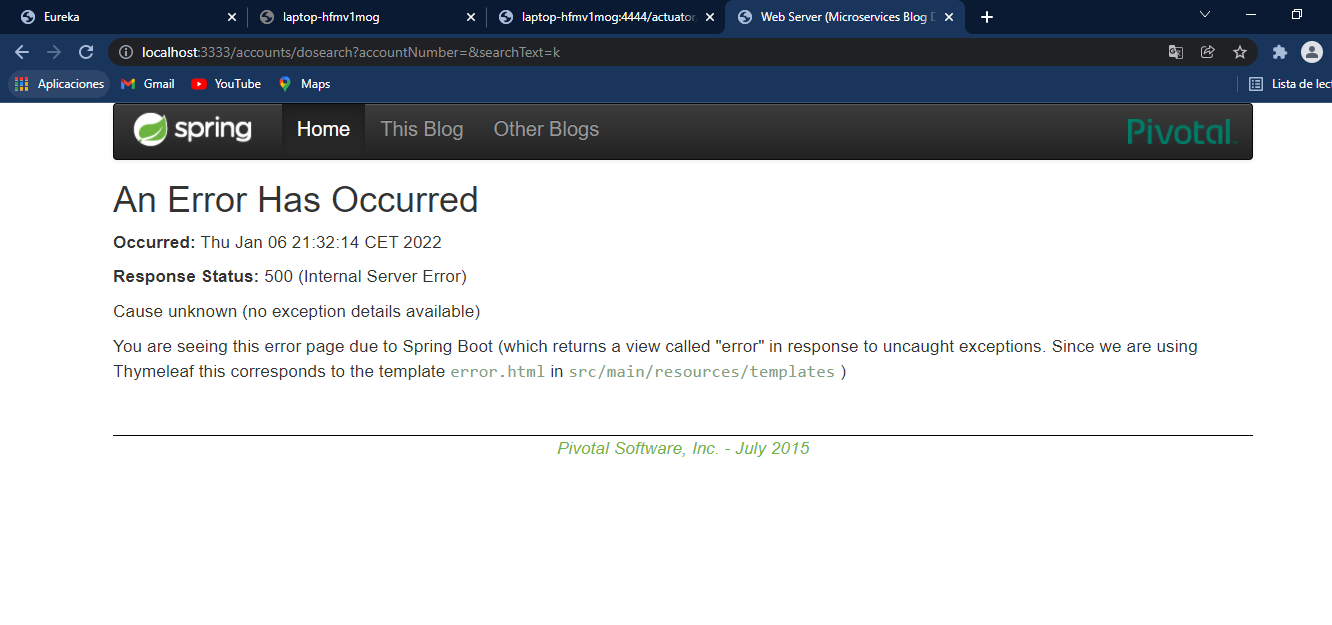 Eureka
laptop-hfmv1mog
laptop-hfmv1mog:4444/actuator
Web Server (Microservices Blog D
localhost:3333/accounts/dosearch?accountNumber=&searchText=k
Aplicaciones
Gmail
YouTube
Maps
Lista de lect
spring
Home
This Blog
Other Blogs
Pivotal
An Error Has Occurred
Occurred: Thu Jan 06 21:32:14 CET 2022
Response Status: 500 (Internal Server Error)
Cause unknown (no exception details available)
You are seeing this error page due to Spring Boot (which returns a view called "error" in response to uncaught exceptions. Since we are using
Thymeleaf this corresponds to the template error.html in src/main/resources/templates )
Pivotal Software, Inc. - July 2015